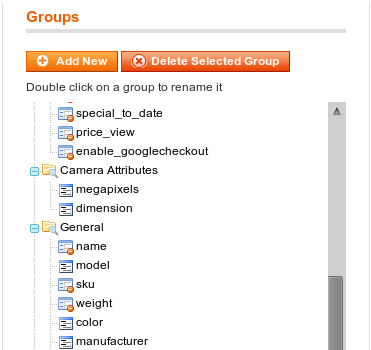 Groups
Add New
Delete Selected Group
Double click on a group to rename it
special_to_date
price_view
enable_googlecheckout
Camera Attributes
megapixels
dimension
General
name
model
sku
weight
color
manufacturer